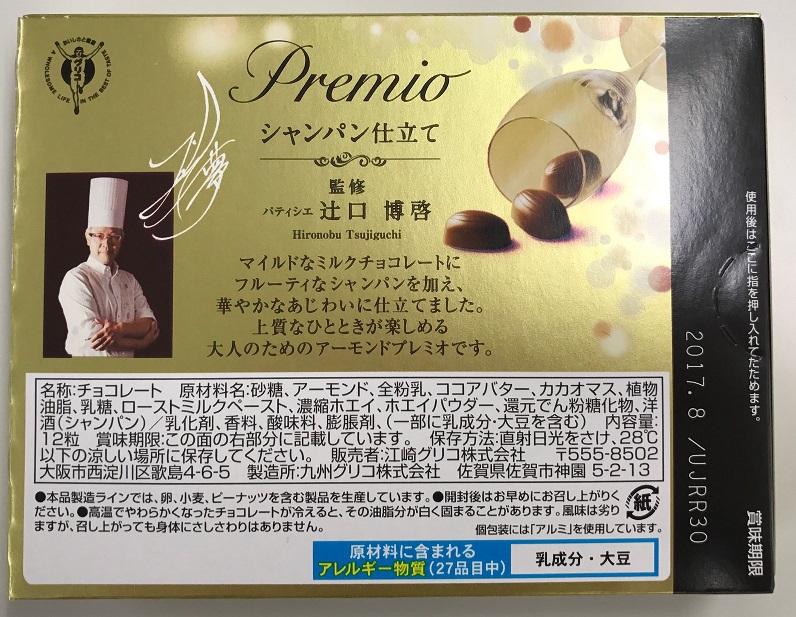 おいしさと健康
グリコ
A WHOLESOME LIFE IN THE BEST OF TASTE
Premio
シャンパン仕立て
監修
パティシエ 辻口 博啓
Hironobu Tsujiguchi
マイルドなミルクチョコレートに
フルーティなシャンパンを加え、
華やかなあじわいに仕立てました。
上質なひとときが楽しめる
大人のためのアーモンドプレミオです。
名称:チョコレート 原材料名:砂糖、アーモンド、全粉乳、ココアバター、カカオマス、植物
油脂、乳糖、ローストミルクペースト、濃縮ホエイ、ホエイパウダー、還元でん粉糖化物、洋
酒(シャンパン)/乳化剤、香料、酸味料、膨脹剤、(一部に乳成分・大豆を含む) 内容量:
12粒 賞味期限:この面の右部分に記載しています。 保存方法:直射日光をさけ、28℃
以下の涼しい場所に保存してください。 販売者:江崎グリコ株式会社 〒555-8502
大阪市西淀川区歌島4-6-5 製造所:九州グリコ株式会社 佐賀県佐賀市神園 5-2-13
●本品製造ラインでは、卵、小麦、ピーナッツを含む製品を生産しています。●開封後はお早めにお召し上がりく
ださい。●高温でやわらかくなったチョコレートが冷えると、その油脂分が白く固まることがあります。風味は劣り
ますが、召し上がっても身体にさしさわりはありません。
紙
個包装には「アルミ」を使用しています。
原材料に含まれる
アレルギー物質(27品目中)
乳成分・大豆
使用後はここに指を押し入れてたためます。
2017.8 /UJRR30
賞味期限